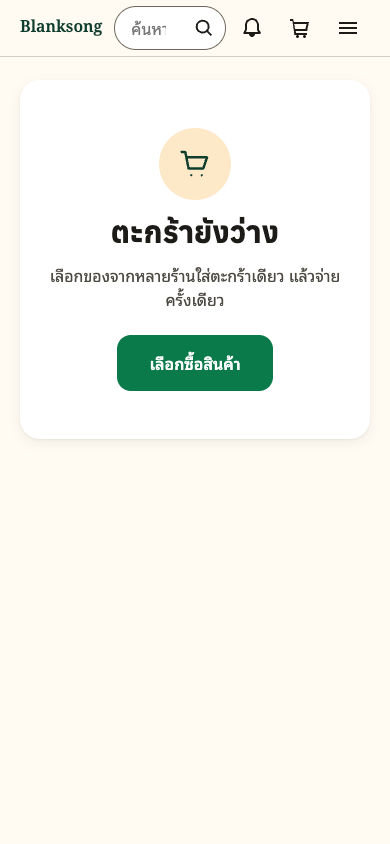 Blanksong
ค้นหา
ตะกร้ายังว่าง
เลือกของจากหลายร้านใส่ตะกร้าเดียว แล้วจ่าย
ครั้งเดียว
เลือกซื้อสินค้า